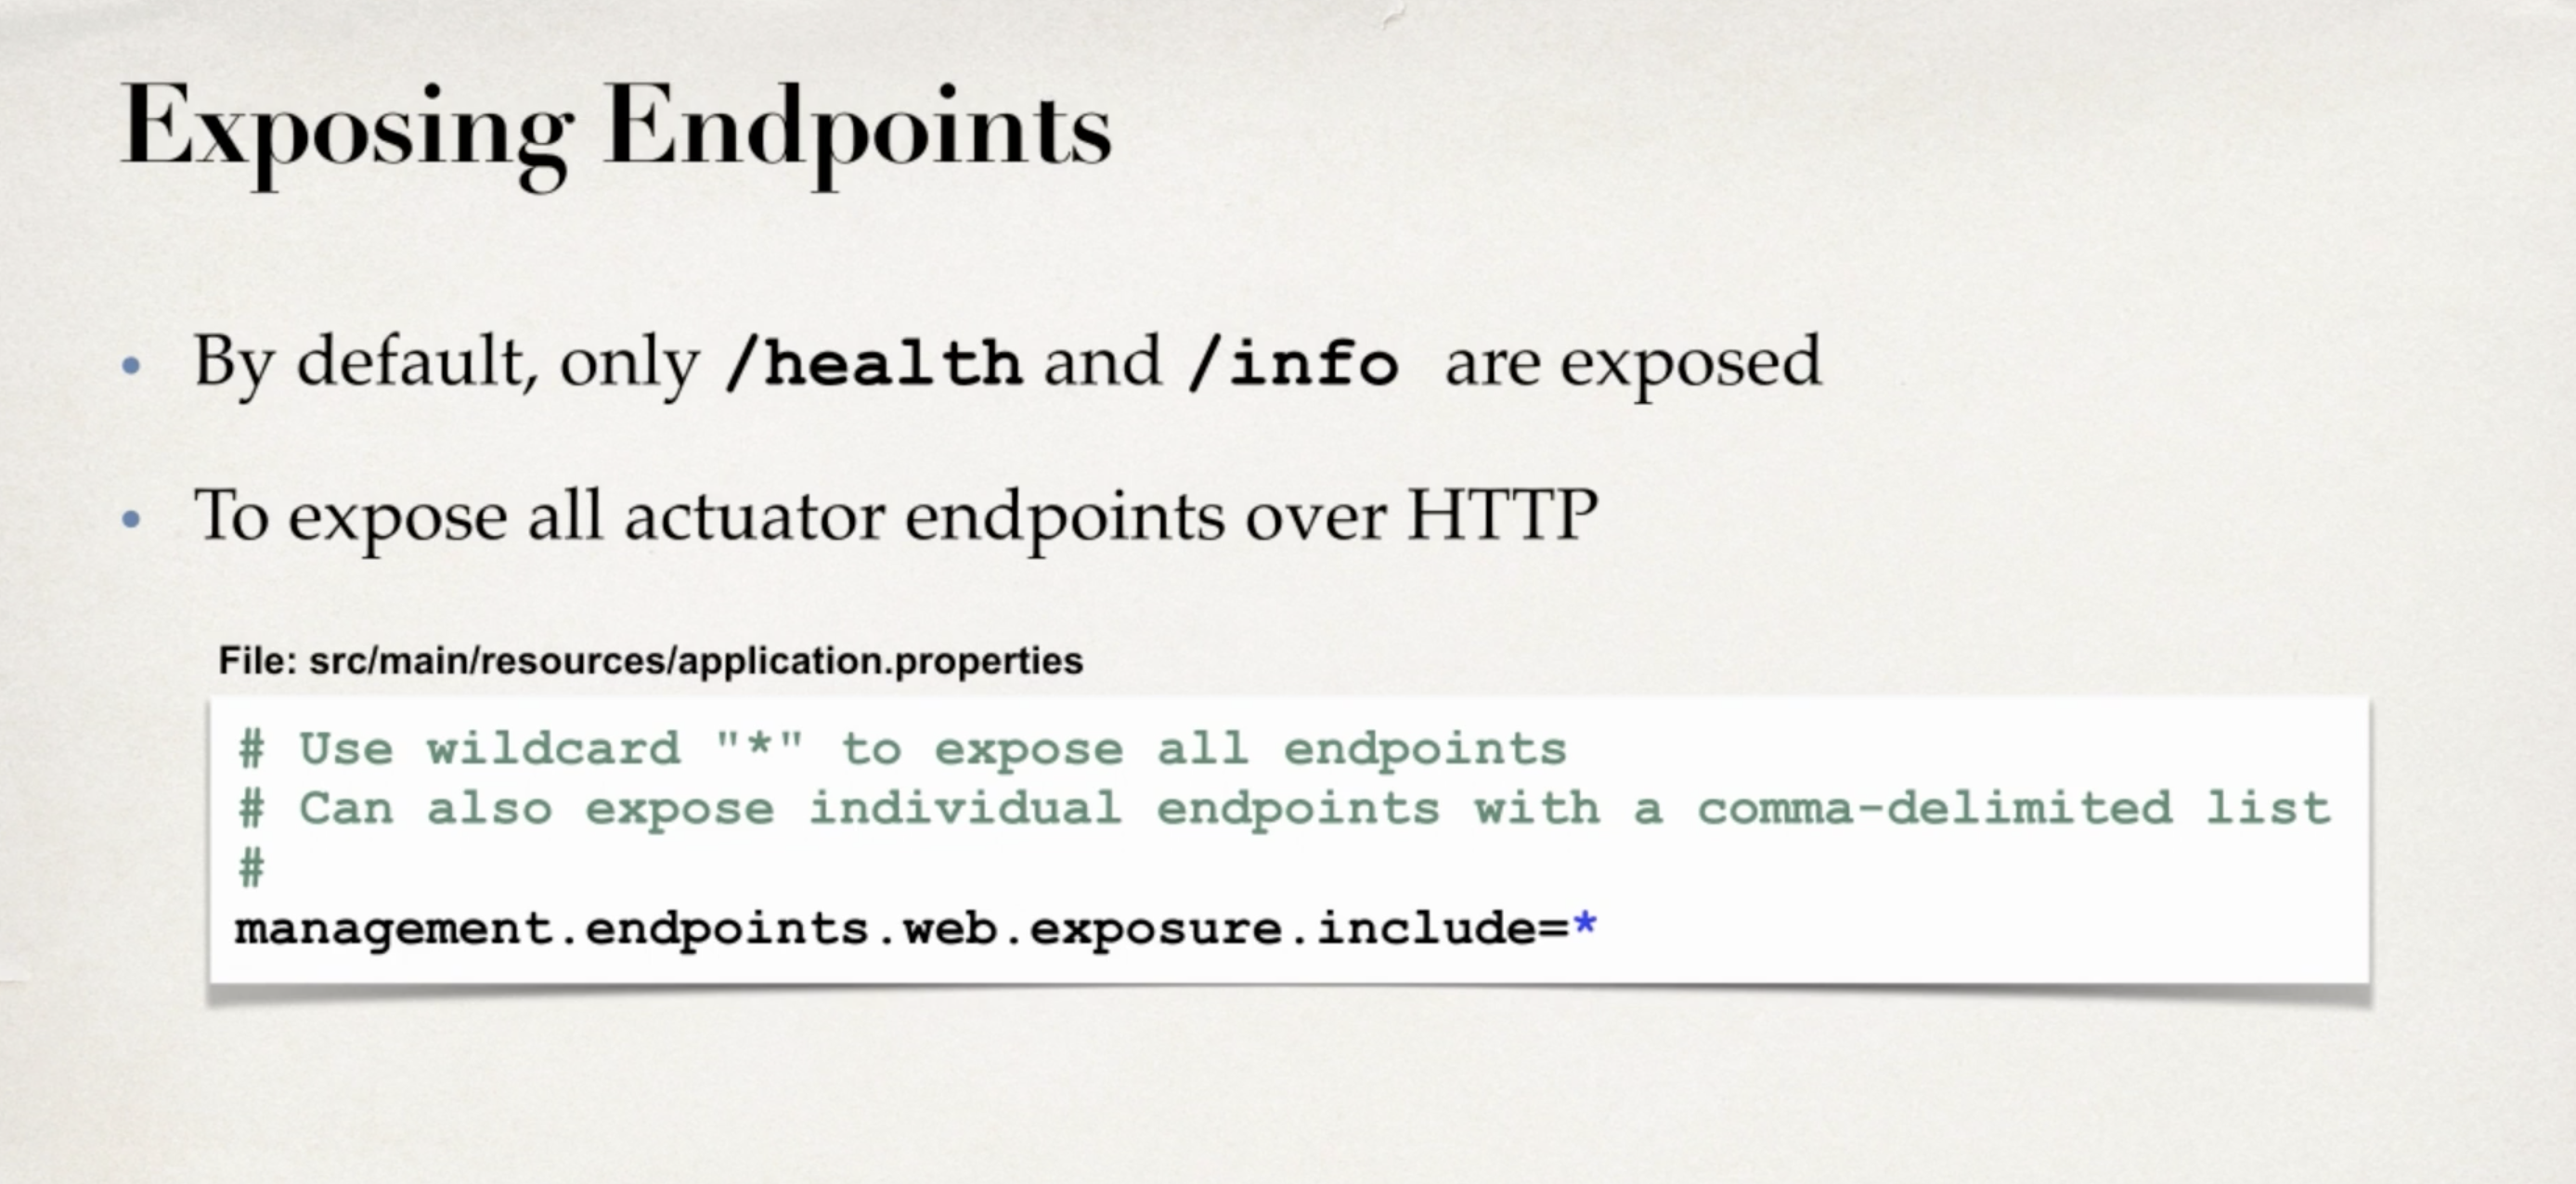 Exposing Endpoints
• By default, only /health and /info are exposed
• To expose all actuator endpoints over HTTP
File: src/main/resources/application.properties
# Use wildcard "*" to expose all endpoints
# Can also expose individual endpoints with a comma-delimited list
#
management.endpoints.web.exposure.include=*